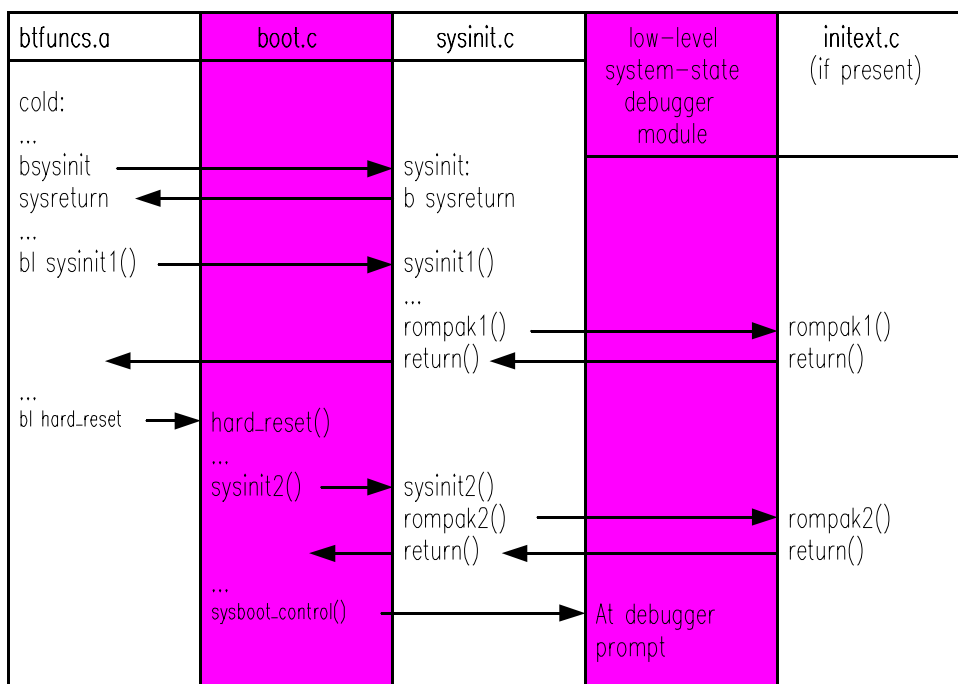 btfuncs.a boot.c sysinit.c low-level initext.c
system-state (if present)
debugger
module
cold:
...
bsysinit sysinit:
sysreturn b sysreturn
...
bl sysinit1() sysinit1()
...
rompak1() rompak1()
return() return()
...
bl hard_reset hard_reset()
...
sysinit2() sysinit2()
rompak2() rompak2()
return() return()
...
sysboot_control() At debugger
prompt